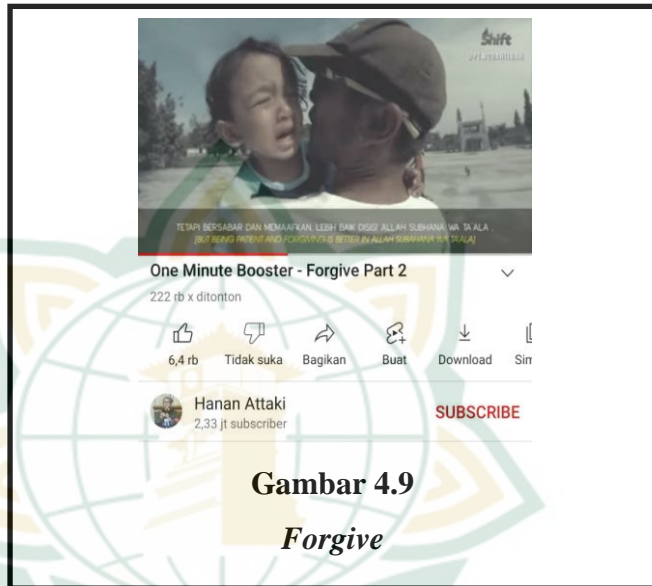 Shift
TETAPI BERSABAR DAN MEMAAFKAN, LEBIH BAIK DISISI ALLAH SUBHANA WA TA'ALA .
[BUT BEING PATIENT AND FORGIVING IS BETTER IN ALLAH SUBAHANA WA TA'ALA]
One Minute Booster - Forgive Part 2
222 rb x ditonton
6,4 rb Tidak suka Bagikan Buat Download Sim
Hanan Attaki
2,33 jt subscriber
SUBSCRIBE
Gambar 4.9
Forgive